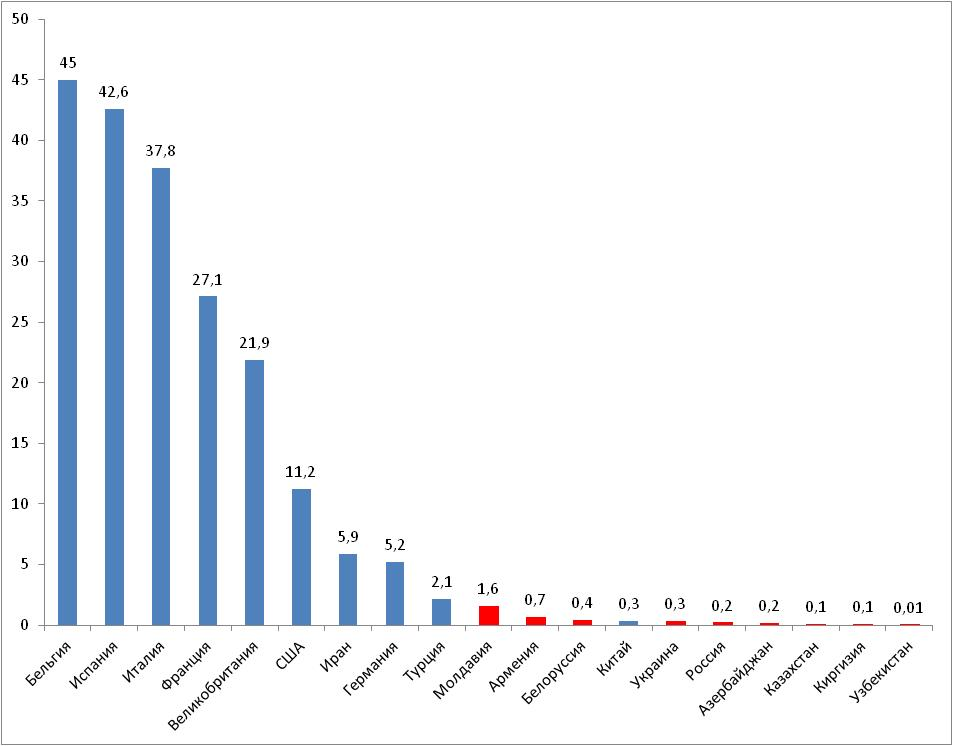 50
45
40
35
30
25
20
15
10
5
0
45
42,6
37,8
27,1
21,9
11,2
5,9
5,2
2,1
1,6
0,7
0,4
0,3
0,3
0,2
0,2
0,1
0,1
0,01
Бельгия
Испания
Италия
Франция
Великобритания
США
Иран
Германия
Турция
Молдавия
Армения
Белоруссия
Китай
Украина
Россия
Азербайджан
Казахстан
Киргизия
Узбекистан